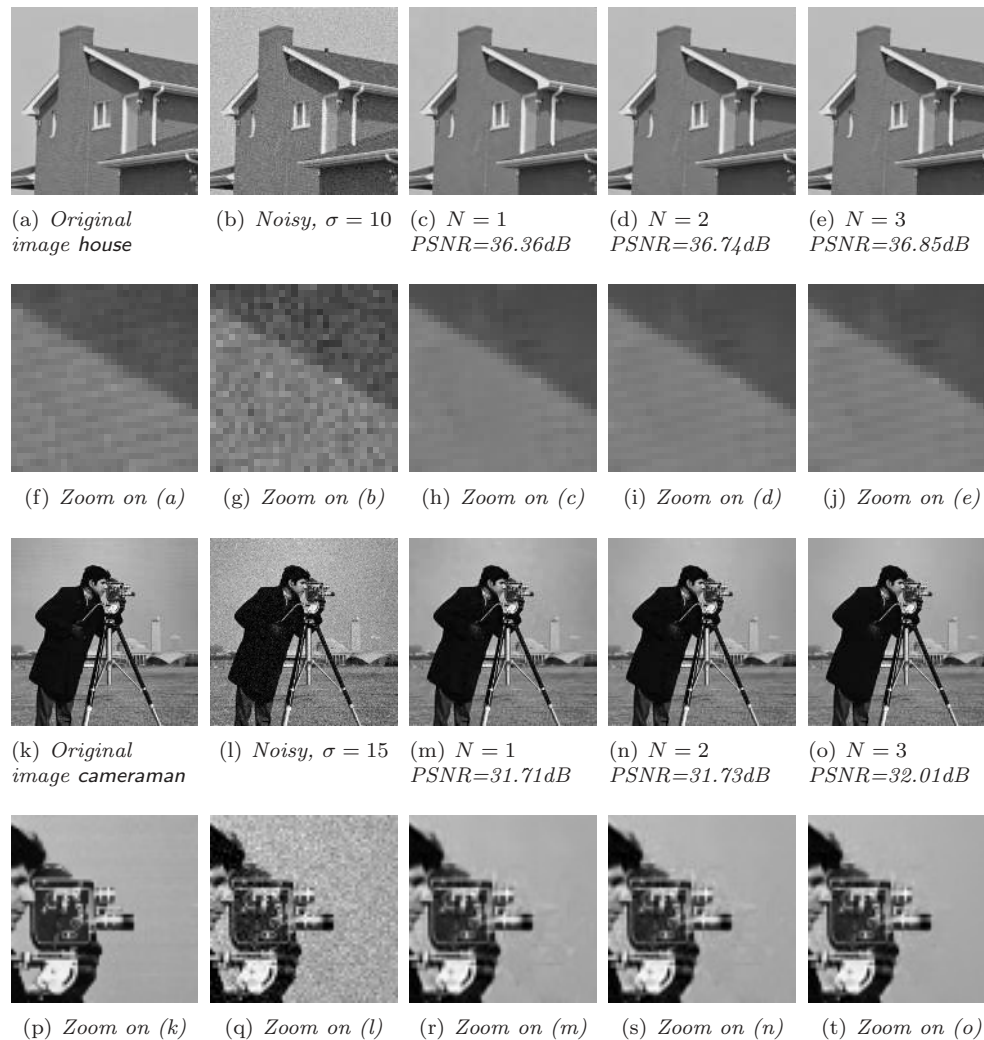 (a) Original
image house
(b) Noisy, σ = 10
(c) N = 1
PSNR=36.36dB
(d) N = 2
PSNR=36.74dB
(e) N = 3
PSNR=36.85dB
(f) Zoom on (a)
(g) Zoom on (b)
(h) Zoom on (c)
(i) Zoom on (d)
(j) Zoom on (e)
(k) Original
image cameraman
(l) Noisy, σ = 15
(m) N = 1
PSNR=31.71dB
(n) N = 2
PSNR=31.73dB
(o) N = 3
PSNR=32.01dB
(p) Zoom on (k)
(q) Zoom on (l)
(r) Zoom on (m)
(s) Zoom on (n)
(t) Zoom on (o)